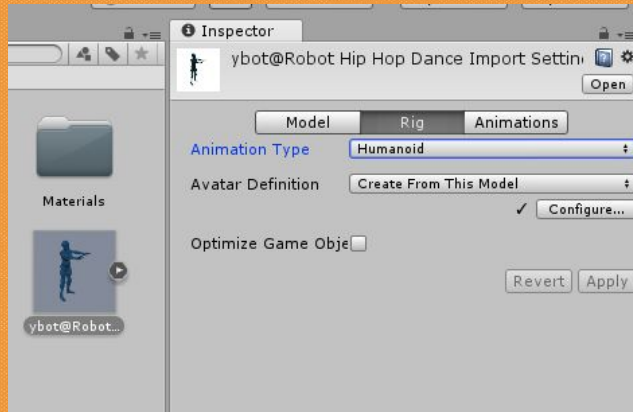 Inspector
ybot@Robot Hip Hop Dance Import Settin
Open
Model Rig Animations
Animation Type Humanoid
Avatar Definition Create From This Model
Configure...
Optimize Game Obje
Revert Apply
Materials
ybot@Robot...